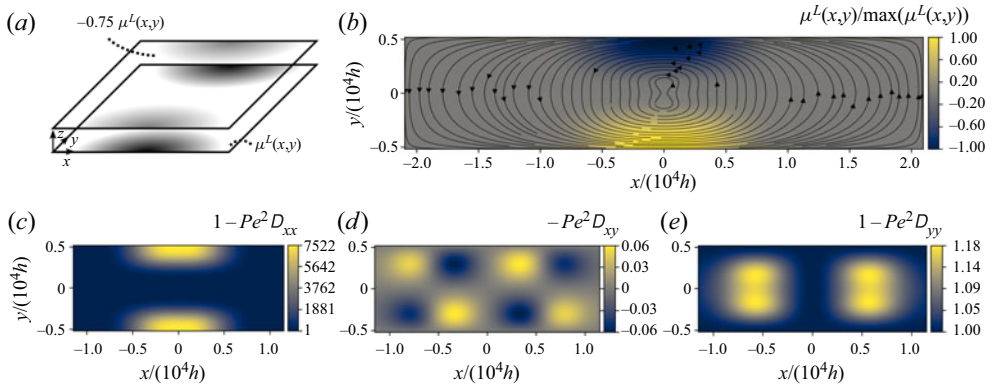 (a)
−0.75 μᴸ(x,y)
z
y
x
μᴸ(x,y)
(b)
μᴸ(x,y)/max(μᴸ(x,y))
y/(10⁴h)
0.5
0
−0.5
−2.0 −1.5 −1.0 −0.5 0 0.5 1.0 1.5 2.0
x/(10⁴h)
1.00
0.20
0.60
−0.20
−0.60
−1.00
(c)
1 − Pe²Dxx
y/(10⁴h)
0.5
0
−0.5
−1.0 −0.5 0 0.5 1.0
x/(10⁴h)
7522
5642
3762
1881
1
(d)
−Pe²Dxy
−1.0 −0.5 0 0.5 1.0
x/(10⁴h)
0.06
0.03
0
−0.03
−0.06
(e)
1 − Pe²Dyy
0.5
0
−0.5
−1.0 −0.5 0 0.5 1.0
x/(10⁴h)
1.18
1.14
1.09
1.05
1.00